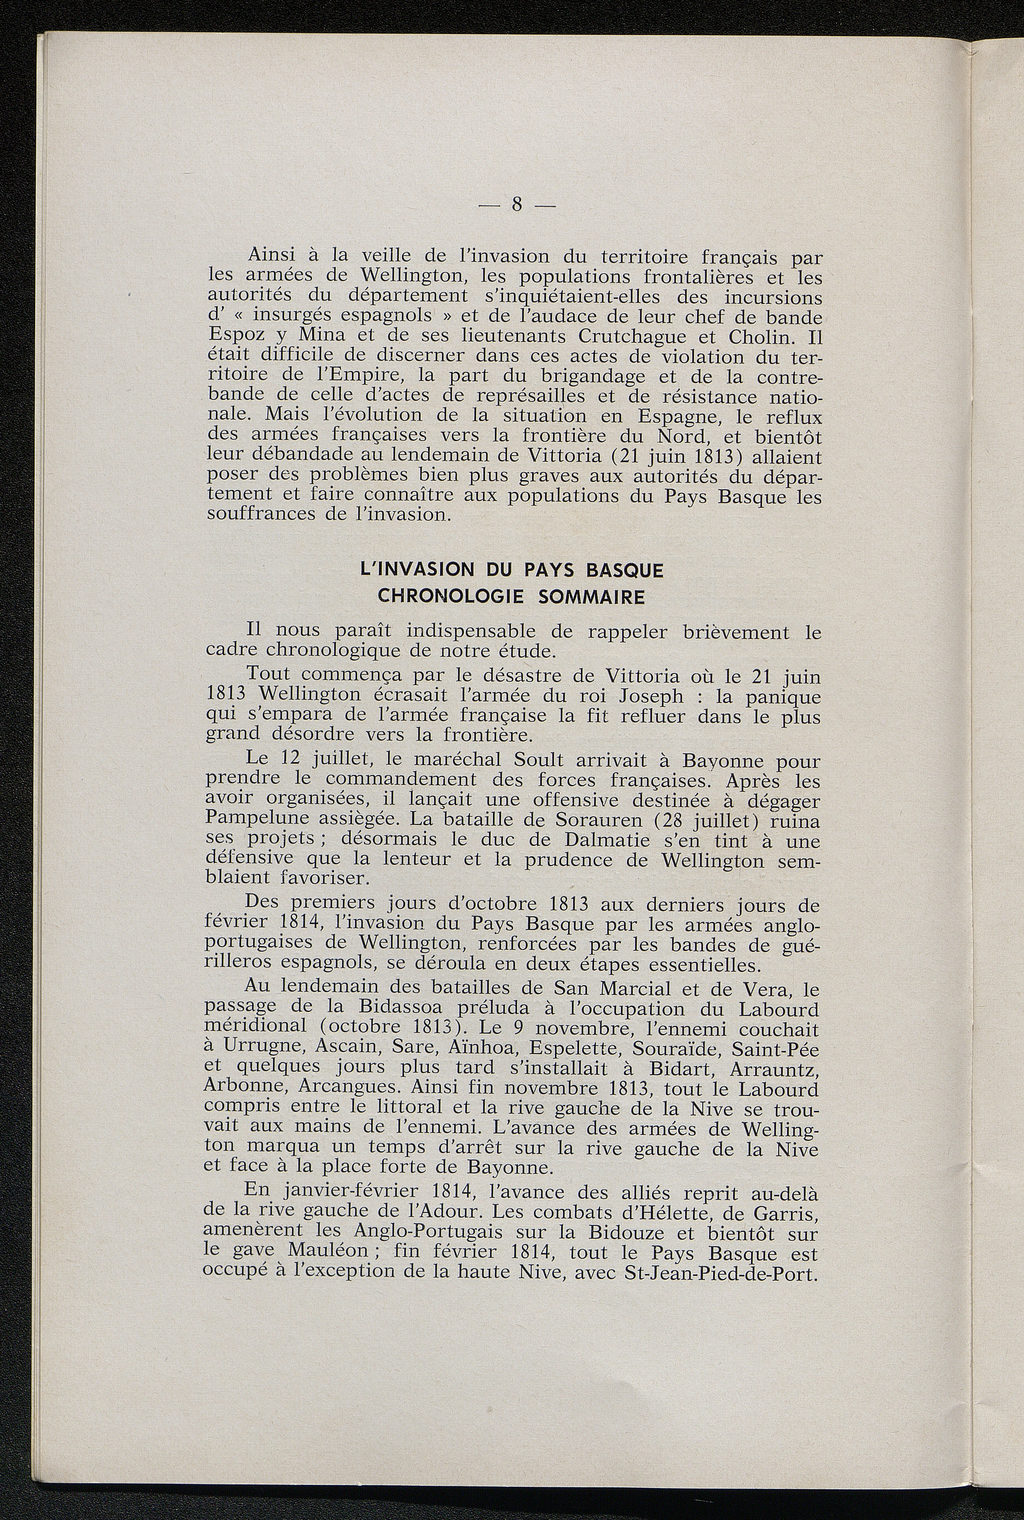 — 8 —
Ainsi à la veille de l'invasion du territoire français par
les armées de Wellington, les populations frontalières et les
autorités du département s'inquiétaient-elles des incursions
d' « insurgés espagnols » et de l'audace de leur chef de bande
Espoz y Mina et de ses lieutenants Crutchague et Cholin. Il
était difficile de discerner dans ces actes de violation du ter-
ritoire de l'Empire, la part du brigandage et de la contre-
bande de celle d'actes de représailles et de résistance natio-
nale. Mais l'évolution de la situation en Espagne, le reflux
des armées françaises vers la frontière du Nord, et bientôt
leur débandade au lendemain de Vittoria (21 juin 1813) allaient
poser des problèmes bien plus graves aux autorités du dépar-
tement et faire connaître aux populations du Pays Basque les
souffrances de l'invasion.
L'INVASION DU PAYS BASQUE
CHRONOLOGIE SOMMAIRE
Il nous paraît indispensable de rappeler brièvement le
cadre chronologique de notre étude.
Tout commença par le désastre de Vittoria où le 21 juin
1813 Wellington écrasait l'armée du roi Joseph : la panique
qui s'empara de l'armée française la fit refluer dans le plus
grand désordre vers la frontière.
Le 12 juillet, le maréchal Soult arrivait à Bayonne pour
prendre le commandement des forces françaises. Après les
avoir organisées, il lançait une offensive destinée à dégager
Pampelune assiègée. La bataille de Sorauren (28 juillet) ruina
ses projets ; désormais le duc de Dalmatie s'en tint à une
défensive que la lenteur et la prudence de Wellington sem-
blaient favoriser.
Des premiers jours d'octobre 1813 aux derniers jours de
février 1814, l'invasion du Pays Basque par les armées anglo-
portugaises de Wellington, renforcées par les bandes de gué-
rilleros espagnols, se déroula en deux étapes essentielles.
Au lendemain des batailles de San Marcial et de Vera, le
passage de la Bidassoa préluda à l'occupation du Labourd
méridional (octobre 1813). Le 9 novembre, l'ennemi couchait
à Urrugne, Ascain, Sare, Aïnhoa, Espelette, Souraïde, Saint-Pée
et quelques jours plus tard s'installait à Bidart, Arrauntz,
Arbonne, Arcangues. Ainsi fin novembre 1813, tout le Labourd
compris entre le littoral et la rive gauche de la Nive se trou-
vait aux mains de l'ennemi. L'avance des armées de Welling-
ton marqua un temps d'arrêt sur la rive gauche de la Nive
et face à la place forte de Bayonne.
En janvier-février 1814, l'avance des alliés reprit au-delà
de la rive gauche de l'Adour. Les combats d'Hélette, de Garris,
amenèrent les Anglo-Portugais sur la Bidouze et bientôt sur
le gave Mauléon ; fin février 1814, tout le Pays Basque est
occupé à l'exception de la haute Nive, avec St-Jean-Pied-de-Port.